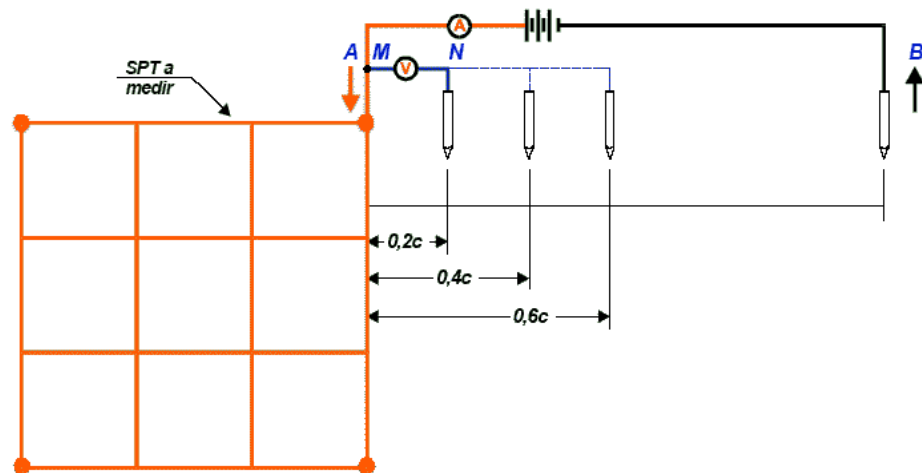 A
A M N B
V
SPT a
medir
0,2c
0,4c
0,6c